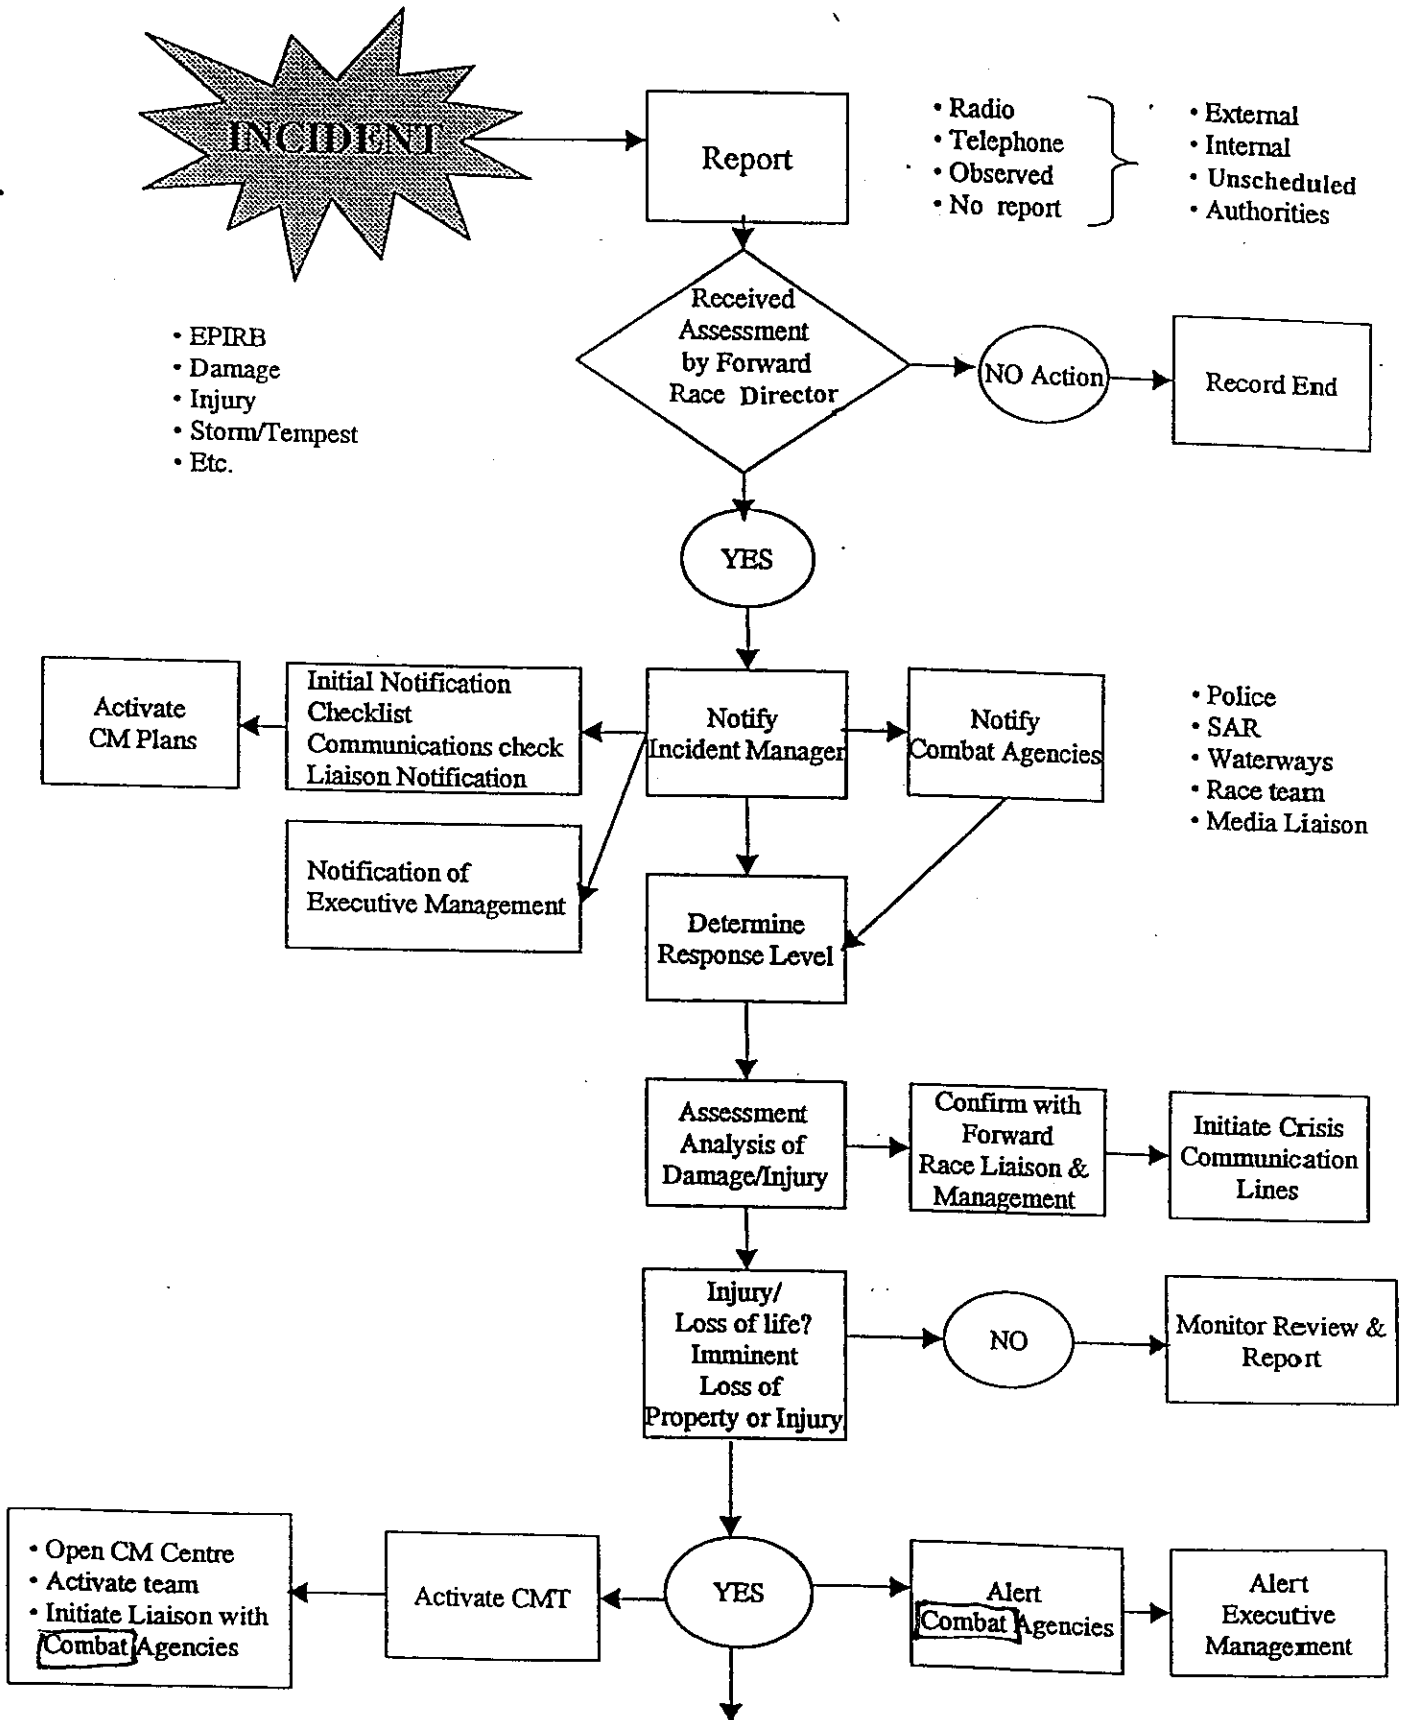 INCIDENT
Report
• Radio
• Telephone
• Observed
• No report
• External
• Internal
• Unscheduled
• Authorities
• EPIRB
• Damage
• Injury
• Storm/Tempest
• Etc.
Received
Assessment
by Forward
Race Director
NO Action
Record End
YES
Activate
CM Plans
Initial Notification
Checklist
Communications check
Liaison Notification
Notify
Incident Manager
Notify
Combat Agencies
• Police
• SAR
• Waterways
• Race team
• Media Liaison
Notification of
Executive Management
Determine
Response Level
Assessment
Analysis of
Damage/Injury
Confirm with
Forward
Race Liaison &
Management
Initiate Crisis
Communication
Lines
Injury/
Loss of life?
Imminent
Loss of
Property or Injury
NO
Monitor Review &
Report
• Open CM Centre
• Activate team
• Initiate Liaison with
Combat Agencies
Activate CMT
YES
Alert
Combat Agencies
Alert
Executive
Management